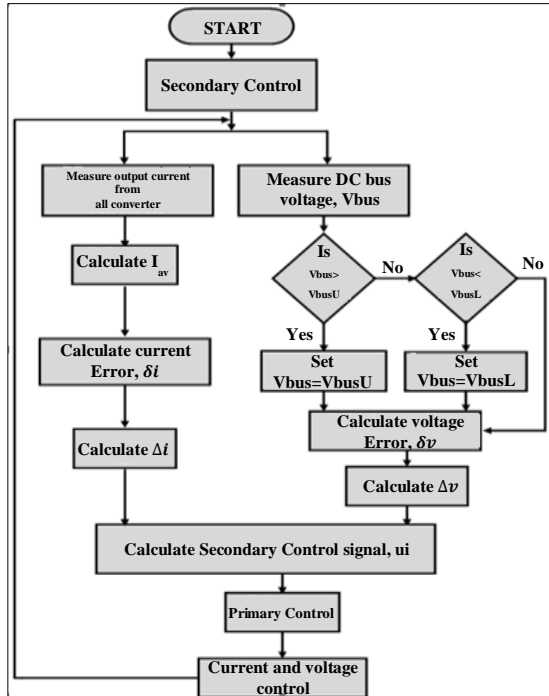 START
Secondary Control
Measure output current
from
all converter
Measure DC bus
voltage, Vbus
Calculate I av
Is
Vbus>
VbusU
No
Is
Vbus<
VbusL
No
Yes
Yes
Calculate current
Error, δi
Set
Vbus=VbusU
Set
Vbus=VbusL
Calculate voltage
Error, δv
Calculate Δi
Calculate Δv
Calculate Secondary Control signal, ui
Primary Control
Current and voltage
control